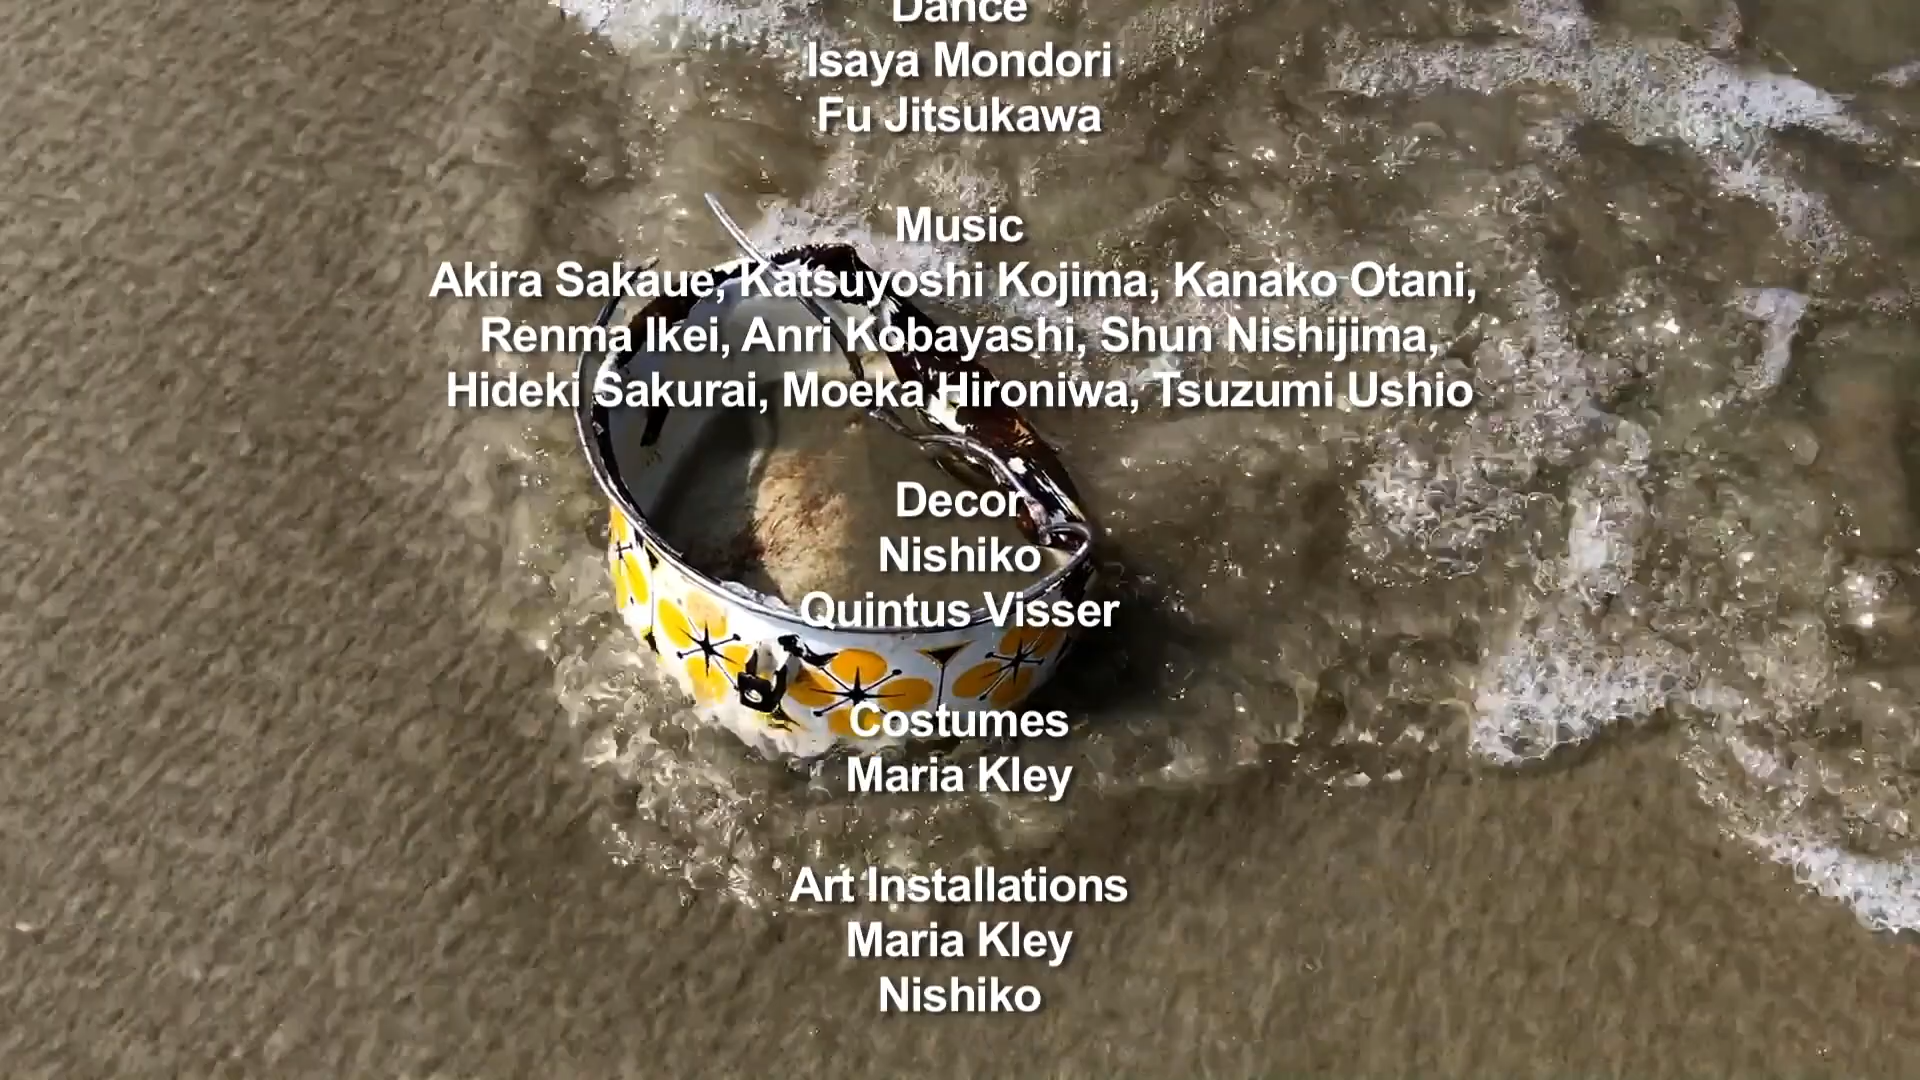 Dance
Isaya Mondori
Fu Jitsukawa
Music
Akira Sakaue, Katsuyoshi Kojima, Kanako Otani,
Renma Ikei, Anri Kobayashi, Shun Nishijima,
Hideki Sakurai, Moeka Hironiwa, Tsuzumi Ushio
Decor
Nishiko
Quintus Visser
Costumes
Maria Kley
Art Installations
Maria Kley
Nishiko